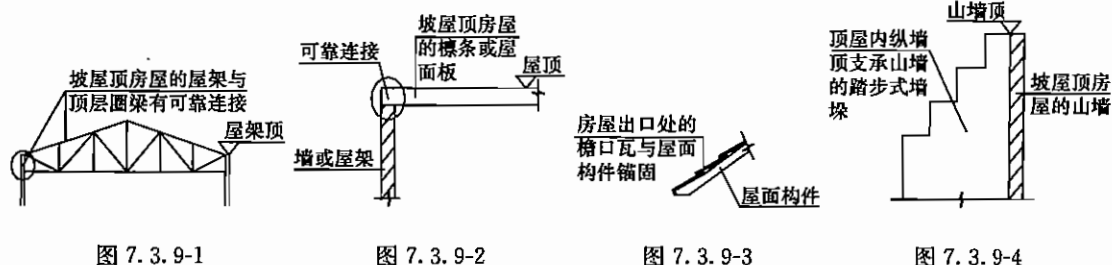 坡屋顶房屋的屋架与
顶层圈梁有可靠连接
屋架顶
图 7.3.9-1
可靠连接
坡屋顶房屋
的檩条或屋
面板
屋顶
墙或屋架
图 7.3.9-2
房屋出口处的
檐口瓦与屋面
构件锚固
屋面构件
图 7.3.9-3
山墙顶
顶屋内纵墙
顶支承山墙
的踏步式墙
垛
坡屋顶房
屋的山墙
图 7.3.9-4